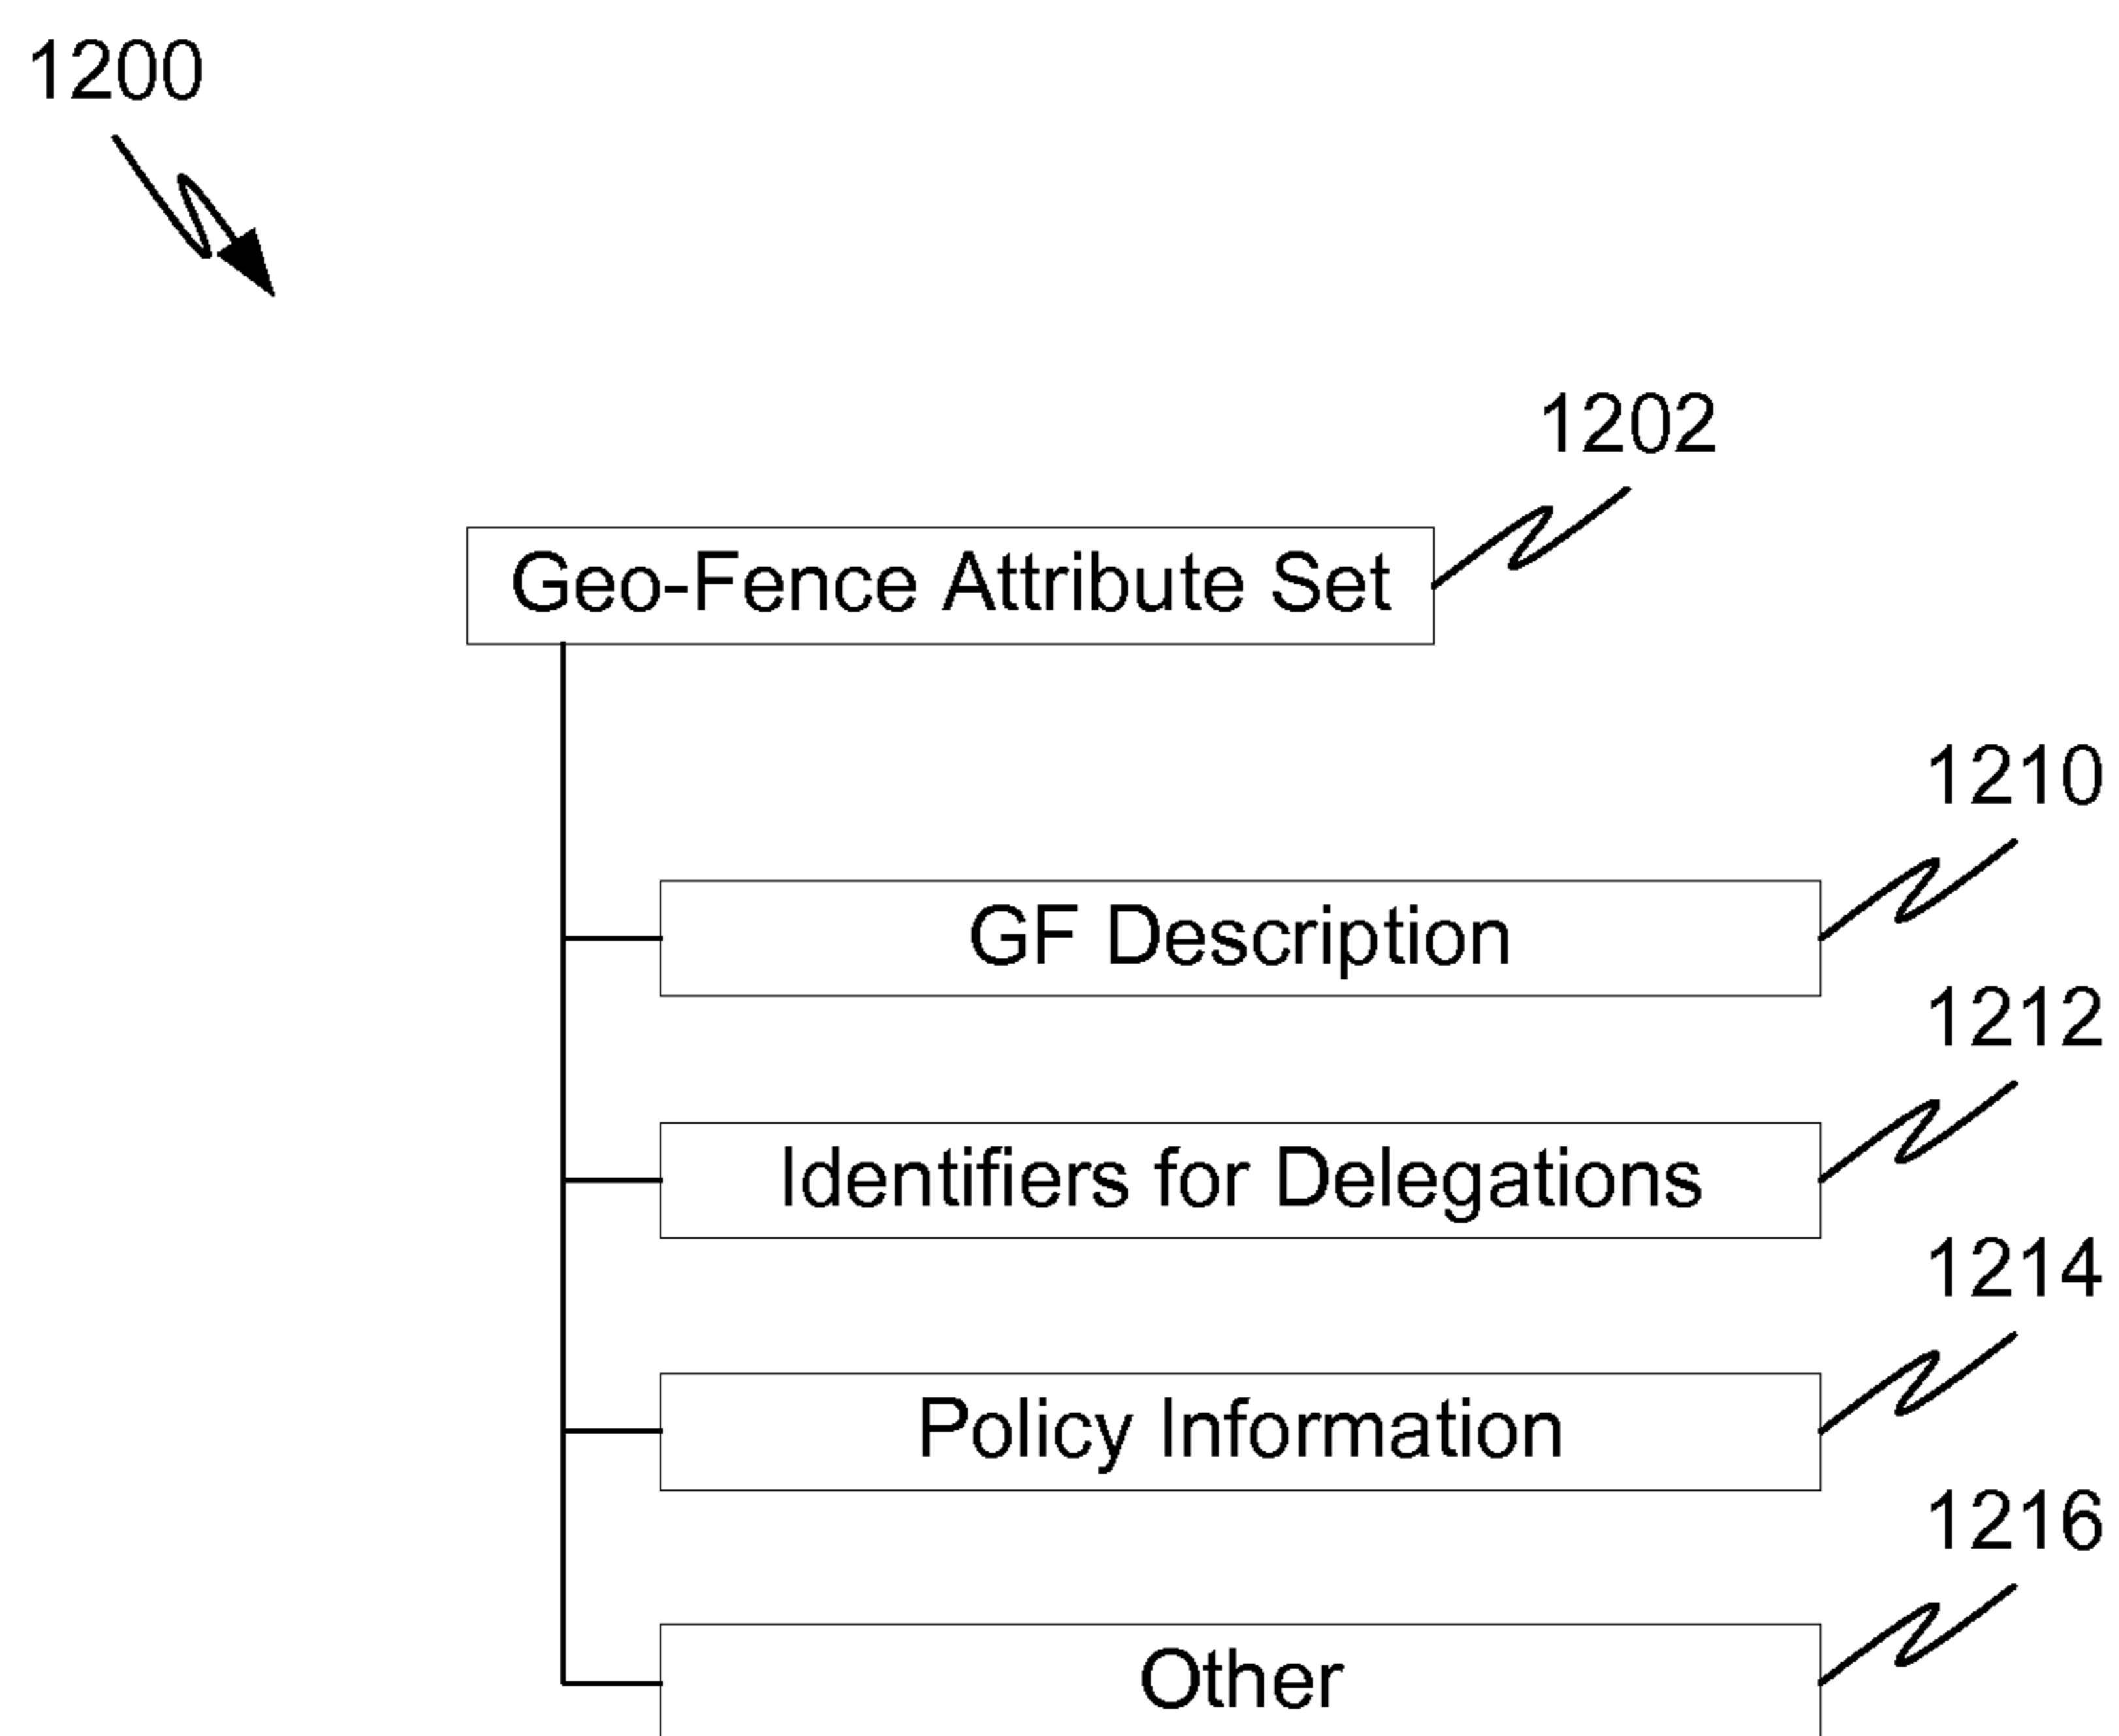 1200
1202
Geo-Fence Attribute Set
1210
GF Description
1212
Identifiers for Delegations
1214
Policy Information
1216
Other